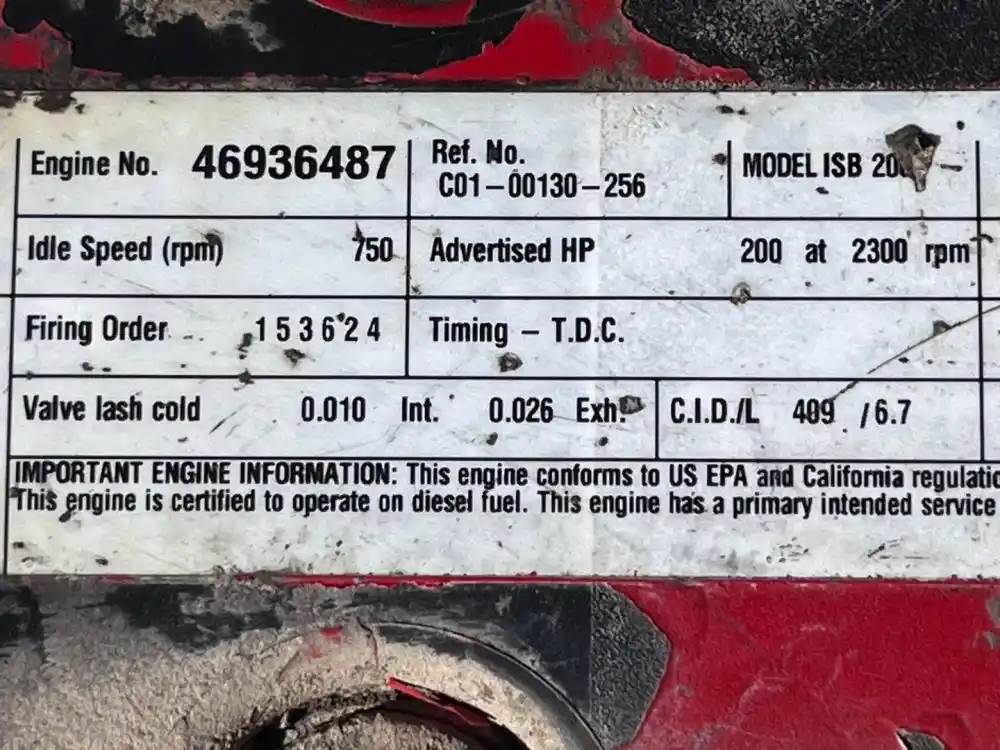 Engine No. 46936487
Ref. No.
C01-00130-256
MODEL ISB
Idle Speed (rpm) 750
Advertised HP 200 at 2300 rpm
Firing Order 1 5 3 6 2 4
Timing - T.D.C.
Valve lash cold 0.010 Int. 0.026 Exh.
C.I.D./L 409 / 6.7
IMPORTANT ENGINE INFORMATION: This engine conforms to US EPA and California
This engine is certified to operate on diesel fuel. This engine has a primary intended service